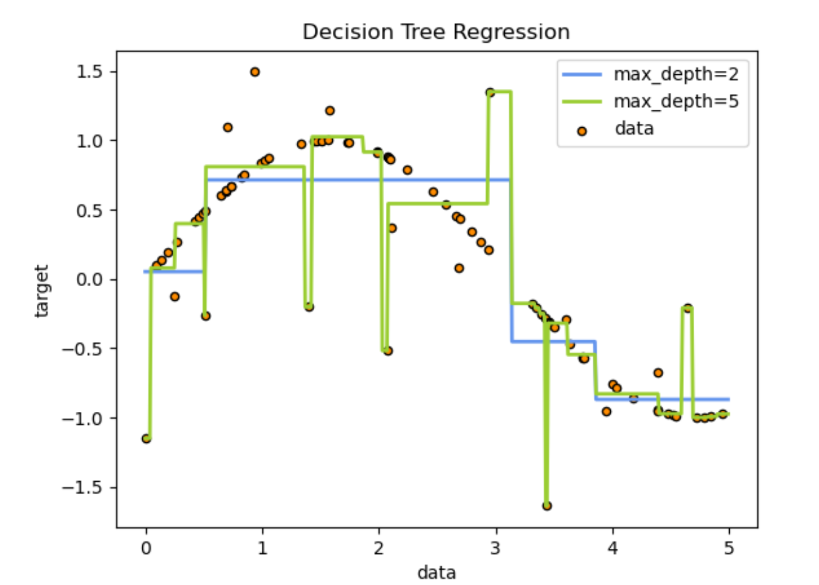 Decision Tree Regression
max_depth=2
max_depth=5
data
1.5
1.0
0.5
0.0
−0.5
−1.0
−1.5
target
0 1 2 3 4 5
data